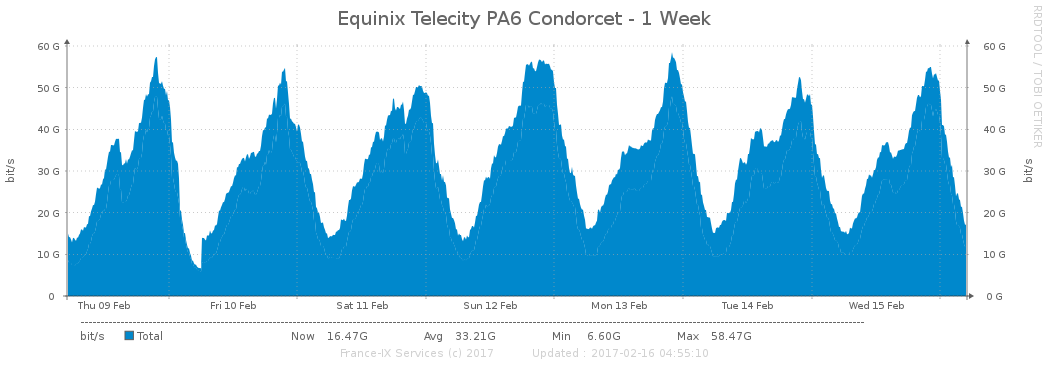 Equinix Telecity PA6 Condorcet - 1 Week
RRDTOOL / TOBI OETIKER
bit/s
60 G
50 G
40 G
30 G
20 G
10 G
0
60 G
50 G
40 G
30 G
20 G
10 G
0 G
bit/s
Thu 09 Feb Fri 10 Feb Sat 11 Feb Sun 12 Feb Mon 13 Feb Tue 14 Feb Wed 15 Feb
bit/s Total Now 16.47G Avg 33.21G Min 6.60G Max 58.47G
France-IX Services (c) 2017 Updated : 2017-02-16 04:55:10